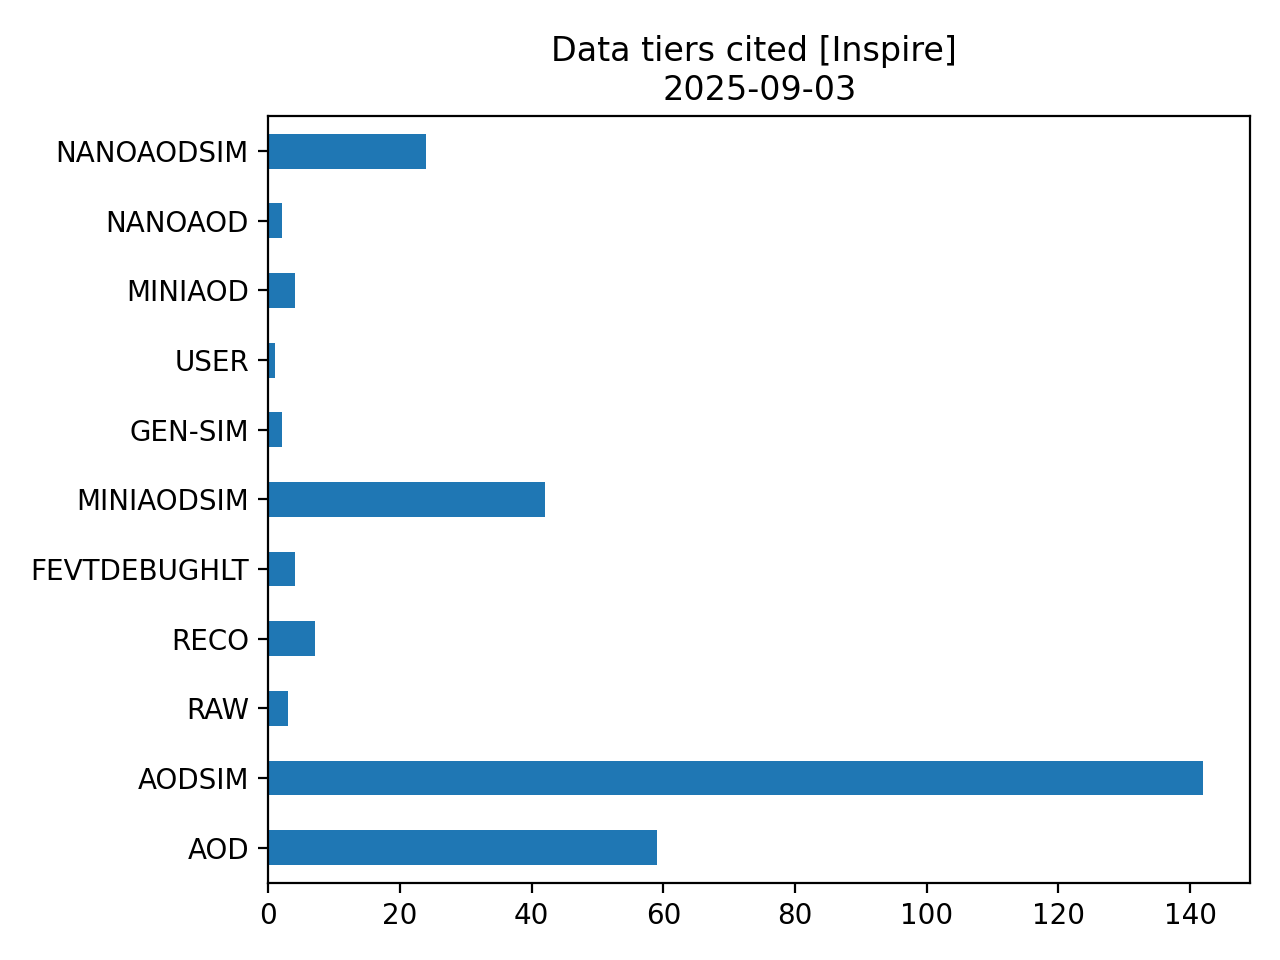 Data tiers cited [Inspire]
2025-09-03
NANOAODSIM
NANOAOD
MINIAOD
USER
GEN-SIM
MINIAODSIM
FEVTDEBUGHLT
RECO
RAW
AODSIM
AOD
0 20 40 60 80 100 120 140